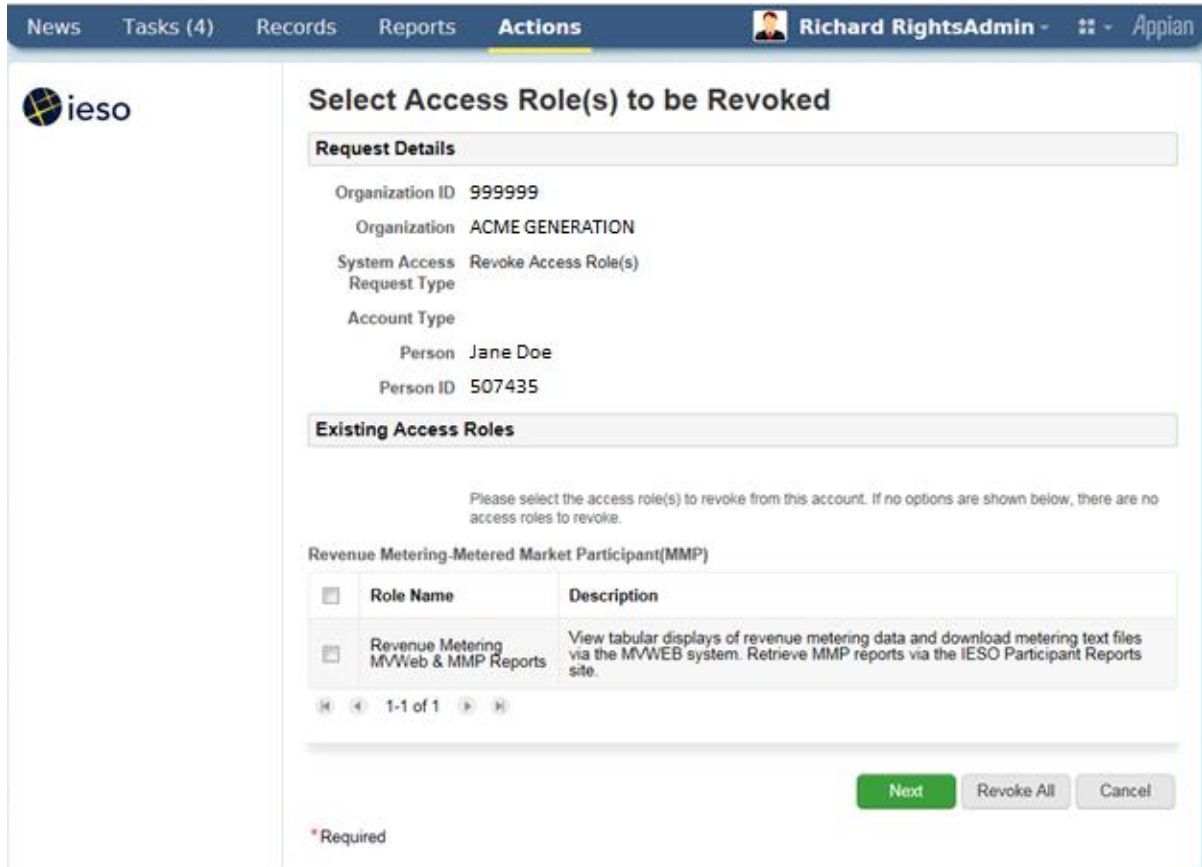 News Tasks (4) Records Reports Actions Richard RightsAdmin Appian
ieso
Select Access Role(s) to be Revoked
Request Details
Organization ID 999999
Organization ACME GENERATION
System Access Revoke Access Role(s)
Request Type
Account Type
Person Jane Doe
Person ID 507435
Existing Access Roles
Please select the access role(s) to revoke from this account. If no options are shown below, there are no
access roles to revoke.
Revenue Metering-Metered Market Participant(MMP)
Role Name Description
Revenue Metering
MVWeb & MMP Reports
View tabular displays of revenue metering data and download metering text files
via the MVWEB system. Retrieve MMP reports via the IESO Participant Reports
site.
1-1 of 1
Next Revoke All Cancel
*Required